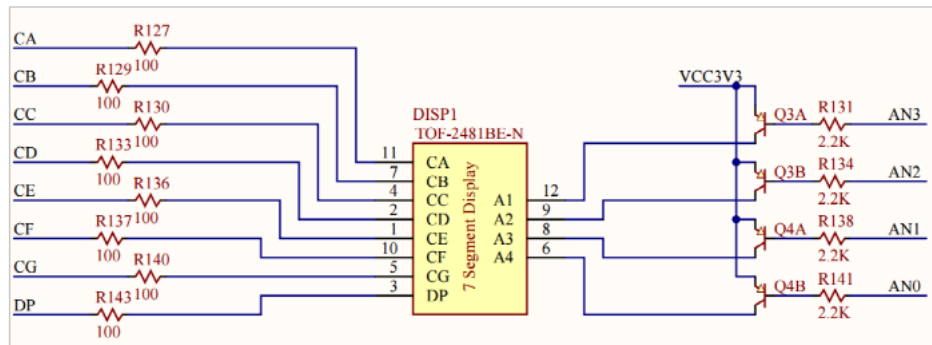 CA
R127
100
CB
R129
100
CC
R130
100
CD
R133
100
CE
R136
100
CF
R137
100
CG
R140
100
DP
R143
100
DISP1
TOF-2481BE-N
11 CA
7 CB
4 CC
2 CD
1 CE
10 CF
5 CG
3 DP
7 Segment Display
A1 12
A2 9
A3 8
A4 6
VCC3V3
Q3A R131 AN3
2.2K
Q3B R134 AN2
2.2K
Q4A R138 AN1
2.2K
Q4B R141 AN0
2.2K